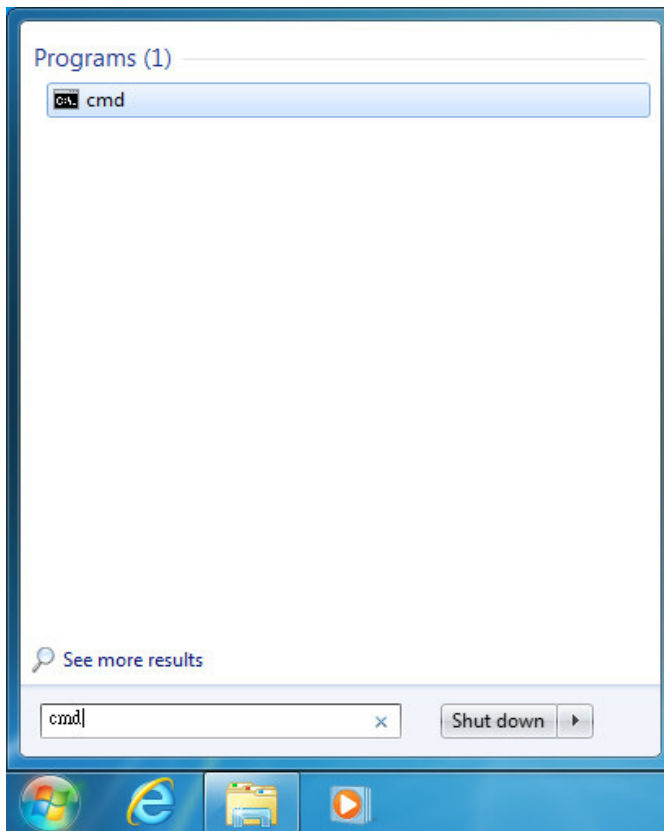 Programs (1)
C:\.
cmd
See more results
cmd
Shut down